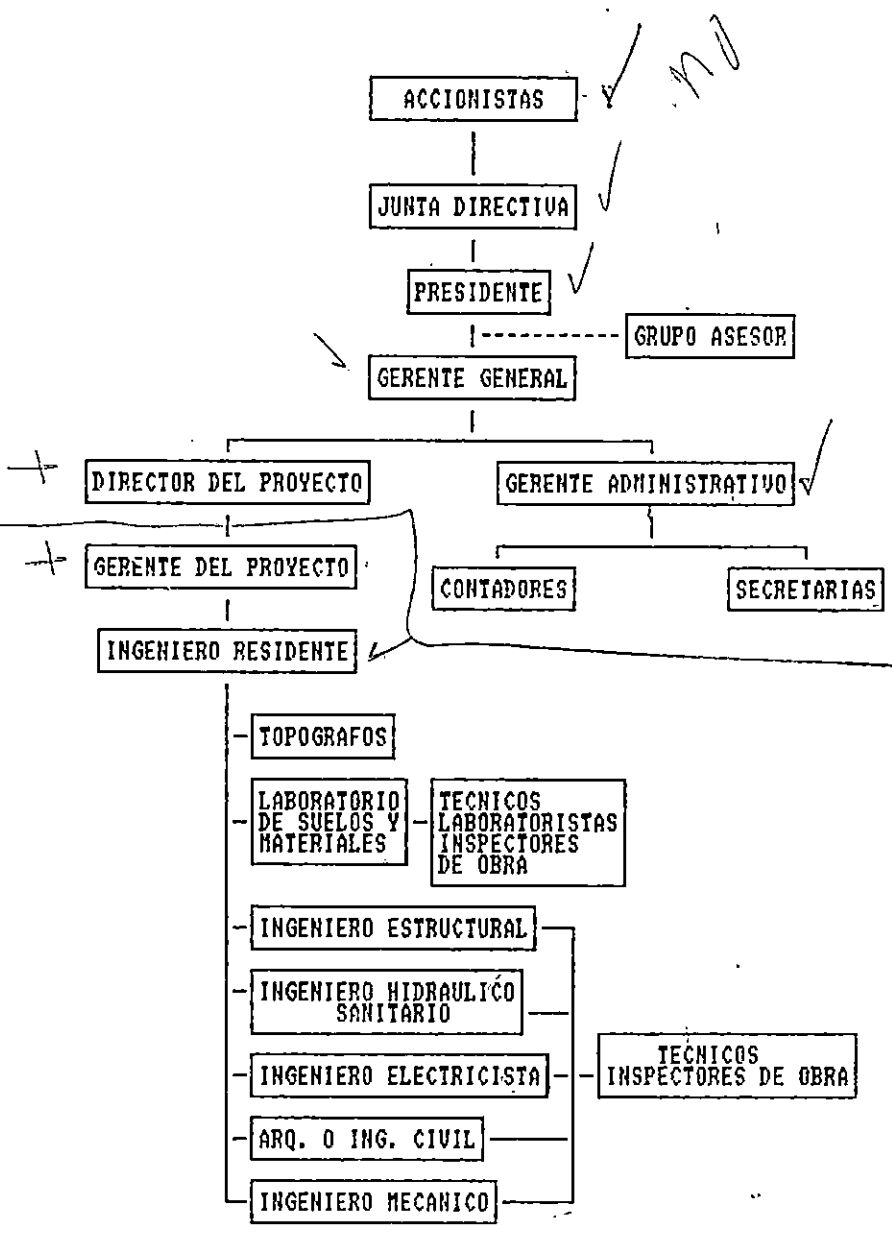 no
ACCIONISTAS
JUNTA DIRECTIVA
PRESIDENTE
GRUPO ASESOR
GERENTE GENERAL
DIRECTOR DEL PROYECTO
GERENTE ADMINISTRATIVO
GERENTE DEL PROYECTO
CONTADORES
SECRETARIAS
INGENIERO RESIDENTE
TOPOGRAFOS
LABORATORIO
DE SUELOS Y
MATERIALES
TECNICOS
LABORATORISTAS
INSPECTORES
DE OBRA
INGENIERO ESTRUCTURAL
INGENIERO HIDRAULICO
SANITARIO
INGENIERO ELECTRICISTA
TECNICOS
INSPECTORES DE OBRA
ARQ. O ING. CIVIL
INGENIERO MECANICO